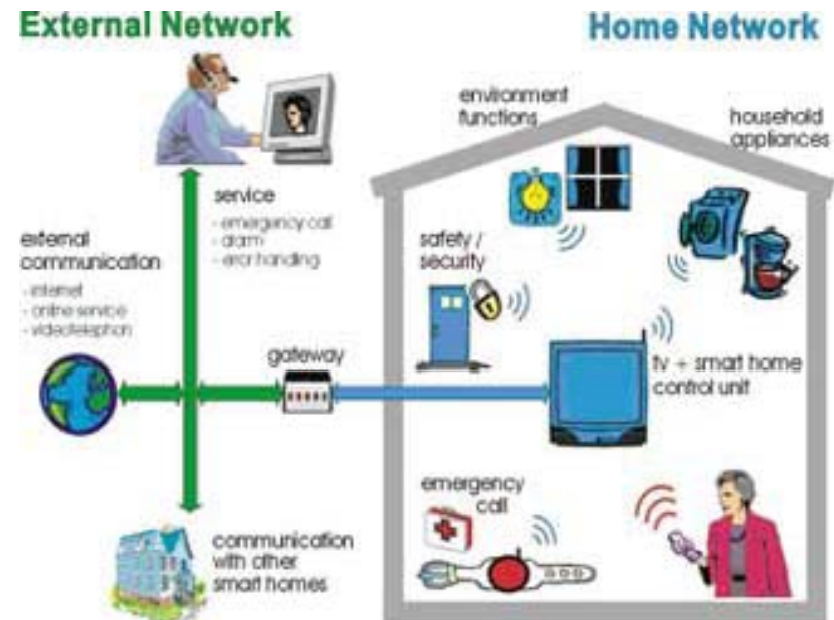 External Network
Home Network
environment
functions
household
appliances
service
- emergency call
- alarm
- error handling
external
communication
- internet
- online service
- videotelephon
safety /
security
gateway
tv + smart home
control unit
emergency
call
communication
with other
smart homes